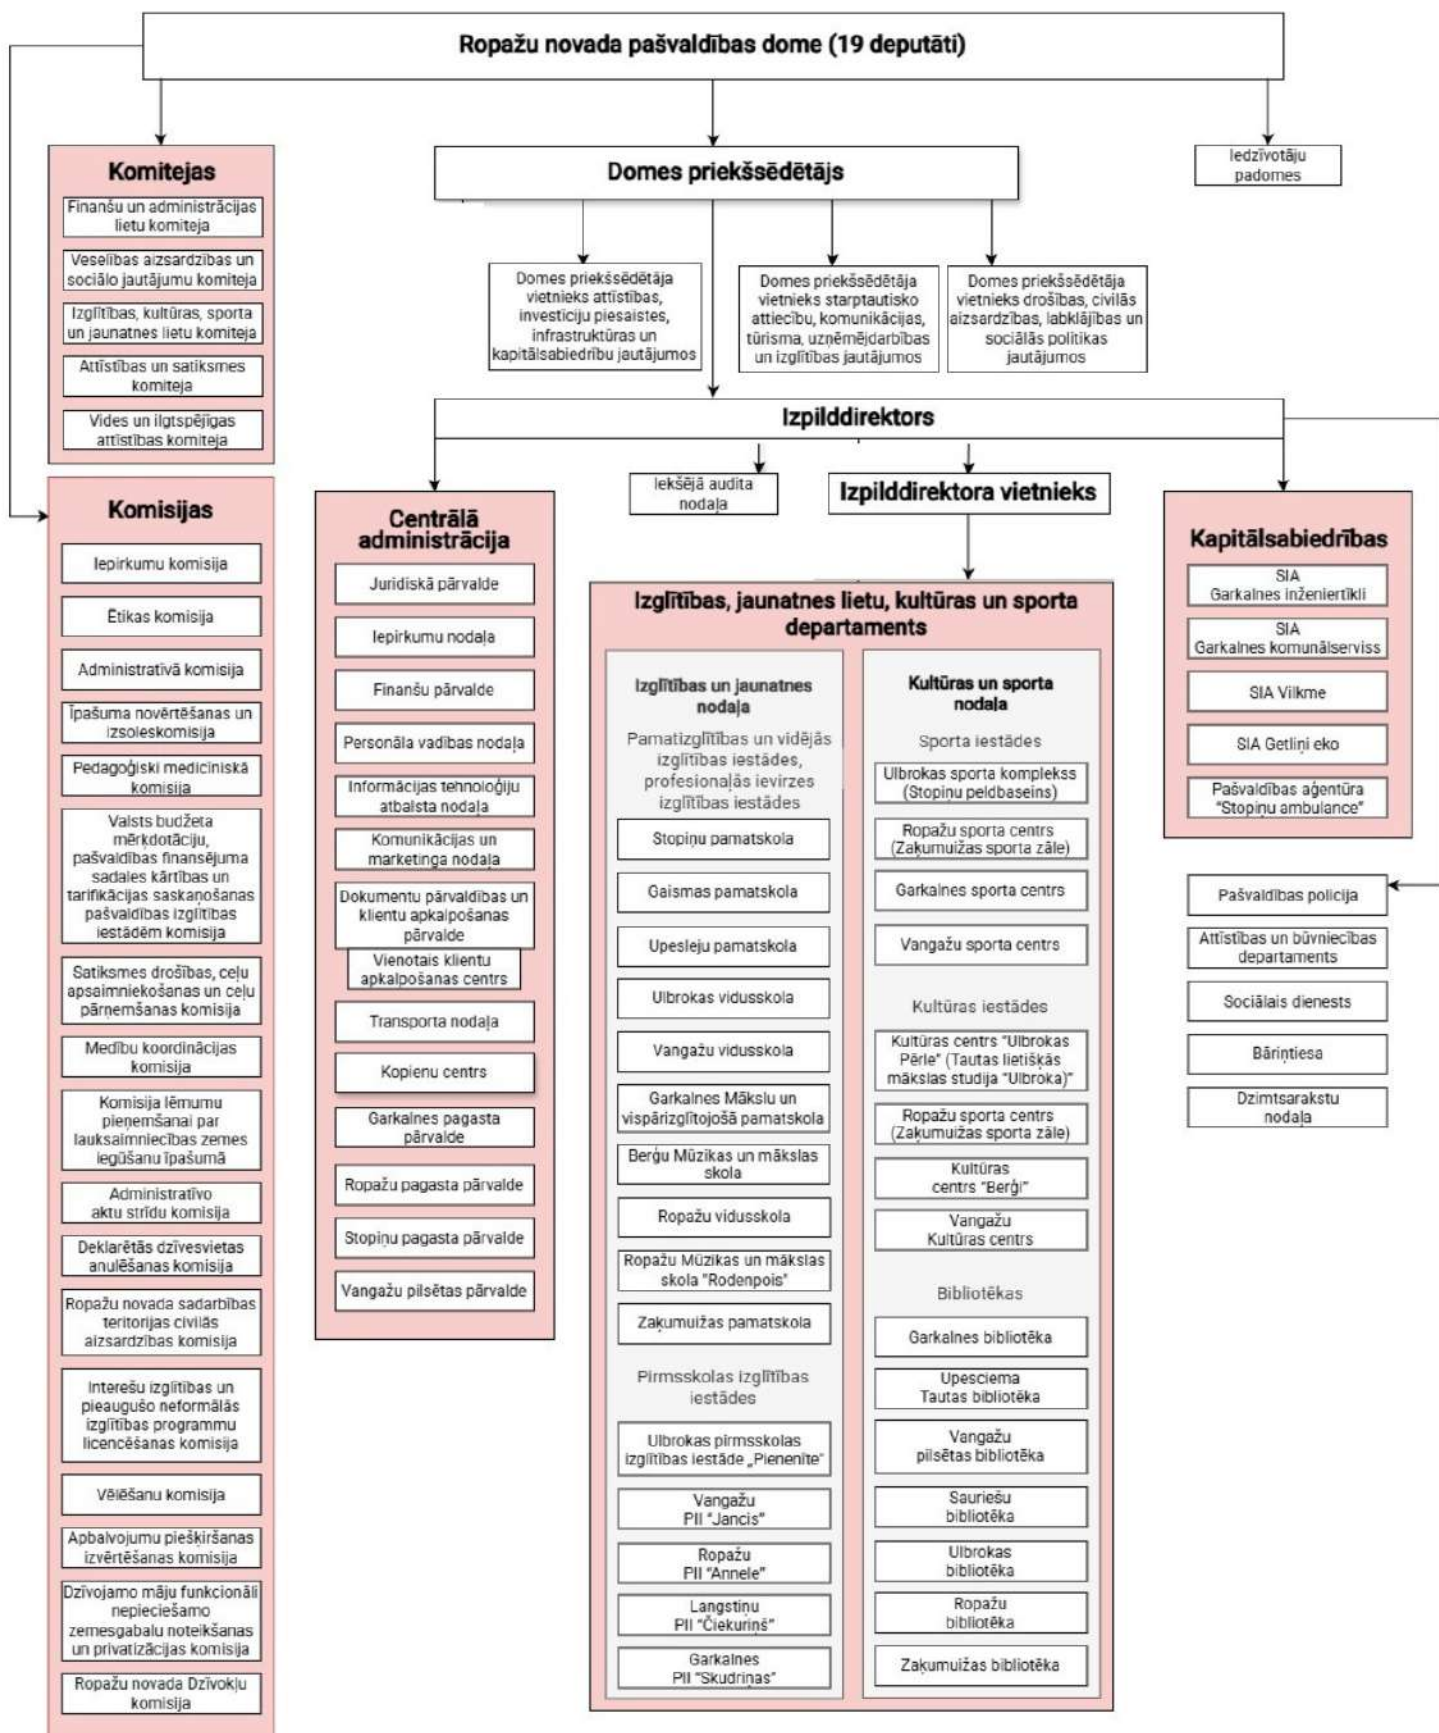 Ropažu novada pašvaldības dome (19 deputāti)
Komitejas
Finanšu un administrācijas
lietu komiteja
Veselības aizsardzības un
sociālo jautājumu komiteja
Izglītības, kultūras, sporta
un jaunatnes lietu komiteja
Attīstības un satiksmes
komiteja
Vides un ilgtspējīgas
attīstības komiteja
Domes priekšsēdētājs
Iedzīvotāju
padomes
Domes priekšsēdētāja
vietnieks attīstības,
investīciju piesaistes,
infrastruktūras un
kapitālsabiedrību jautājumos
Domes priekšsēdētāja
vietnieks starptautisko
attiecību, komunikācijas,
tūrisma, uzņēmējdarbības
un izglītības jautājumos
Domes priekšsēdētāja
vietnieks drošības, civilās
aizsardzības, labklājības un
sociālās politikas
jautājumos
Izpilddirektors
Iekšējā audita
nodaļa
Izpilddirektora vietnieks
Komisijas
Iepirkumu komisija
Ētikas komisija
Administratīvā komisija
Īpašuma novērtēšanas un
izsoleskomisija
Pedagoģiski medicīniskā
komisija
Valsts budžeta
mērķdotāciju,
pašvaldības finansējuma
sadales kārtības un
tarifikācijas saskaņošanas
pašvaldības izglītības
iestādēm komisija
Satiksmes drošības, ceļu
apsaimniekošanas un ceļu
pārņemšanas komisija
Medību koordinācijas
komisija
Komisija lēmumu
pieņemšanai par
lauksaimniecības zemes
iegūšanu īpašumā
Administratīvo
aktu strīdu komisija
Deklarētās dzīvesvietas
anulēšanas komisija
Ropažu novada sadarbības
teritorijas civilās
aizsardzības komisija
Interešu izglītības un
pieaugušo neformālās
izglītības programmu
licencēšanas komisija
Vēlēšanu komisija
Apbalvojumu piešķiršanas
izvērtēšanas komisija
Dzīvojamo māju funkcionāli
nepieciešamo
zemesgabalu noteikšanas
un privatizācijas komisija
Ropažu novada Dzīvokļu
komisija
Centrālā
administrācija
Juridiskā pārvalde
Iepirkumu nodaļa
Finanšu pārvalde
Personāla vadības nodaļa
Informācijas tehnoloģiju
atbalsta nodaļa
Komunikācijas un
marketinga nodaļa
Dokumentu pārvaldības un
klientu apkalpošanas
pārvalde
Vienotais klientu
apkalpošanas centrs
Transporta nodaļa
Kopienu centrs
Garkalnes pagasta
pārvalde
Ropažu pagasta pārvalde
Stopiņu pagasta pārvalde
Vangažu pilsētas pārvalde
Izglītības, jaunatnes lietu, kultūras un sporta
departaments
Izglītības un jaunatnes
nodaļa
Pamatizglītības un vidējās
izglītības iestādes,
profesionaļās ievirzes
izglītības iestādes
Stopiņu pamatskola
Gaismas pamatskola
Upesleju pamatskola
Ulbrokas vidusskola
Vangažu vidusskola
Garkalnes Mākslu un
vispārizglītojošā pamatskola
Berģu Mūzikas un mākslas
skola
Ropažu vidusskola
Ropažu Mūzikas un mākslas
skola "Rodenpois"
Zaķumuižas pamatskola
Pirmsskolas izglītības
iestādes
Ulbrokas pirmsskolas
izglītības iestāde „Pienenīte"
Vangažu
PII "Jancis"
Ropažu
PII "Annele"
Langstiņu
PII "Čiekuriņš"
Garkalnes
PII "Skudriņas"
Kultūras un sporta
nodaļa
Sporta iestādes
Ulbrokas sporta komplekss
(Stopiņu peldbaseins)
Ropažu sporta centrs
(Zaķumuižas sporta zāle)
Garkalnes sporta centrs
Vangažu sporta centrs
Kultūras iestādes
Kultūras centrs "Ulbrokas
Pērle" (Tautas lietišķās
mākslas studija "Ulbroka)"
Ropažu sporta centrs
(Zaķumuižas sporta zāle)
Kultūras
centrs "Berģi"
Vangažu
Kultūras centrs
Bibliotēkas
Garkalnes bibliotēka
Upesciema
Tautas bibliotēka
Vangažu
pilsētas bibliotēka
Sauriešu
bibliotēka
Ulbrokas
bibliotēka
Ropažu
bibliotēka
Zaķumuižas bibliotēka
Kapitālsabiedrības
SIA
Garkalnes inženiertīkli
SIA
Garkalnes komunālserviss
SIA Vilkme
SIA Getliņi eko
Pašvaldības aģentūra
"Stopiņu ambulance"
Pašvaldības policija
Attīstības un būvniecības
departaments
Sociālais dienests
Bāriņtiesa
Dzimtsarakstu
nodaļa